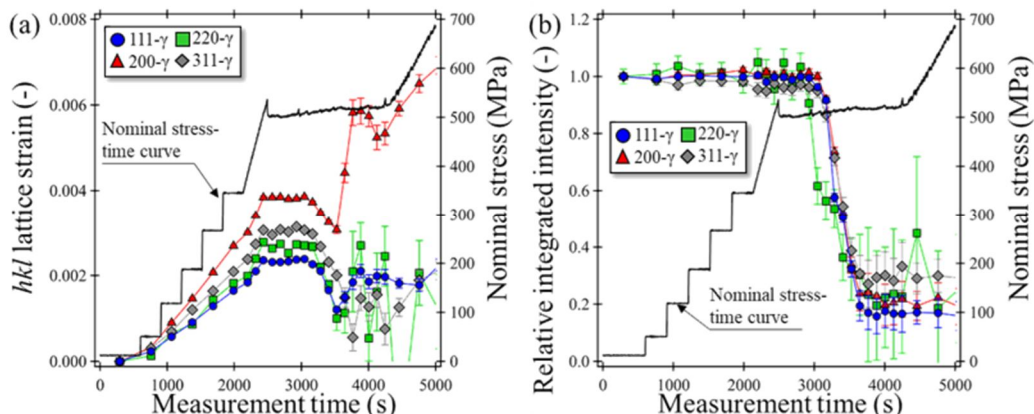 (a)
0.008
0.006
0.004
0.002
0.000
hkl lattice strain (-)
111-γ 220-γ
200-γ 311-γ
Nominal stress-
time curve
700
600
500
400
300
200
100
0
Nominal stress (MPa)
0 1000 2000 3000 4000 5000
Measurement time (s)
(b)
1.2
1.0
0.8
0.6
0.4
0.2
0.0
Relative integrated intensity(-)
111-γ 220-γ
200-γ 311-γ
Nominal stress-
time curve
700
600
500
400
300
200
100
0
Nominal stress (MPa)
0 1000 2000 3000 4000 5000
Measurement time (s)